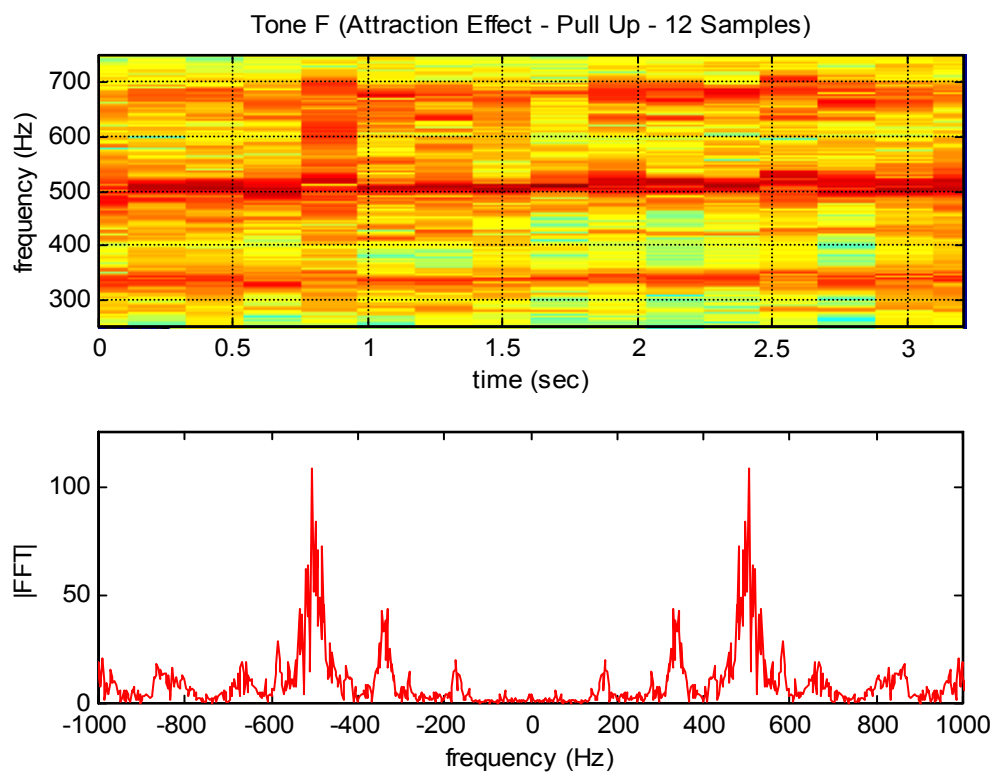 Tone F (Attraction Effect - Pull Up - 12 Samples)
700
600
500
400
300
frequency (Hz)
0 0.5 1 1.5 2 2.5 3
time (sec)
100
50
0
|FFT|
-1000 -800 -600 -400 -200 0 200 400 600 800 1000
frequency (Hz)